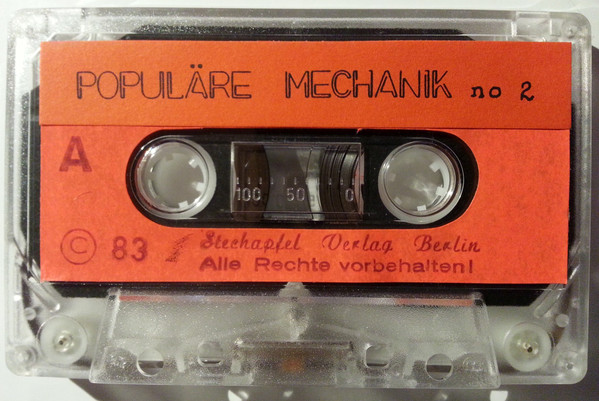 POPULÄRE MECHANIK no 2
A
100 50 0
© 83 Stechapfel Verlag Berlin
Alle Rechte vorbehalten!